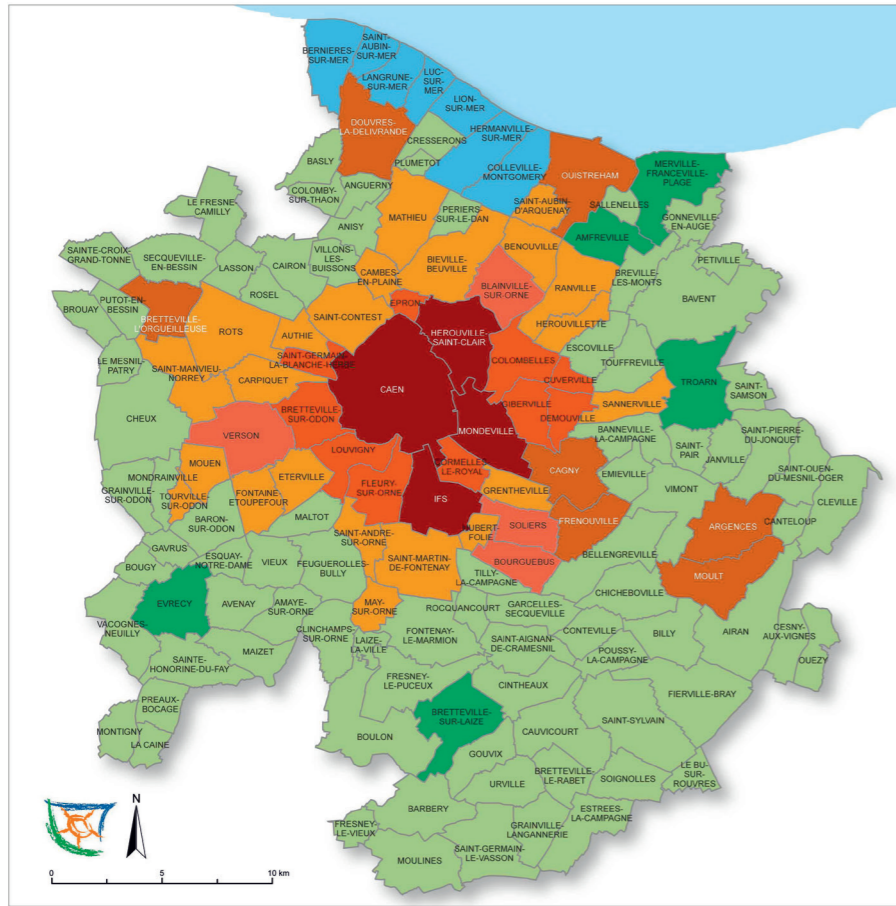 BERNIERES-
SUR-MER
SAINT-
AUBIN-
SUR-MER
LANGRUNE-
SUR-MER
LUC-
SUR-
MER
LION-
SUR-MER
HERMANVILLE-
SUR-MER
COLLEVILLE-
MONTGOMERY
DOUVRES-
LA-DELIVRANDE
CRESSERONS
PLUMETOT
BASLY
COLOMBY-
SUR-THAON
ANGUERNY
OUISTREHAM
MERVILLE-
FRANCEVILLE-
PLAGE
SALLENELLES
GONNEVILLE-
EN-AUGE
SAINT-AUBIN-
D'ARQUENAY
AMFREVILLE
LE FRESNE-
CAMILLY
MATHIEU
PERIERS-
SUR-LE-DAN
ANISY
BENOUVILLE
SAINTE-CROIX-
GRAND-TONNE
SECQUEVILLE-
EN-BESSIN
LASSON
CAIRON
VILLONS-
LES-
BUISSONS
CAMBES-
EN-PLAINE
BIEVILLE-
BEUVILLE
BLAINVILLE-
SUR-ORNE
RANVILLE
BREVILLE-
LES-MONTS
PETIVILLE
BAVENT
ROSEL
BROUAY
PUTOT-EN-
BESSIN
BRETTEVILLE-
L'ORGUEILLEUSE
ROTS
AUTHIE
SAINT-CONTEST
EPRON
HEROUVILLE-
SAINT-CLAIR
HEROUVILLETTE
ESCOVILLE
TOUFFREVILLE
LE MESNIL-
PATRY
SAINT-MANVIEU-
NORREY
CARPIQUET
SAINT-GERMAIN-
LA-BLANCHE-HERBE
CAEN
COLOMBELLES
CUVERVILLE
GIBERVILLE
DEMOUVILLE
SANNERVILLE
TROARN
SAINT-
SAMSON
CHEUX
VERSON
BRETTEVILLE-
SUR-ODON
MONDEVILLE
BANNEVILLE-
LA-CAMPAGNE
SAINT-
PAIR
JANVILLE
SAINT-PIERRE-
DU-JONQUET
SAINT-OUEN-
DU-MESNIL-OGER
CLEVILLE
MONDRAINVILLE
GRAINVILLE-
SUR-ODON
MOUEN
TOURVILLE-
SUR-ODON
FONTAINE-
ETOUPEFOUR
ETERVILLE
LOUVIGNY
FLEURY-
SUR-ORNE
IFS
CORMELLES-
LE-ROYAL
CAGNY
EMIEVILLE
VIMONT
GRENTHEVILLE
BARON-
SUR-ODON
MALTOT
SAINT-ANDRE-
SUR-ORNE
HUBERT-
FOLIE
SOLIERS
BOURGUEBUS
FRENOUVILLE
ARGENCES
CANTELOUP
MOULT
BELLENGREVILLE
GAVRUS
BOUGY
ESQUAY-
NOTRE-DAME
VIEUX
FEUGUEROLLES-
BULLY
SAINT-MARTIN-
DE-FONTENAY
TILLY-
LA-CAMPAGNE
CHICHEBOVILLE
EVRECY
AVENAY
AMAYE-
SUR-ORNE
MAY-
SUR-ORNE
ROCQUANCOURT
GARCELLES-
SECQUEVILLE
VACOGNES-
NEUILLY
MAIZET
CLINCHAMPS-
SUR-ORNE
LAIZE-
LA-VILLE
FONTENAY-
LE-MARMION
SAINT-AIGNAN-
DE-CRAMESNIL
CONTEVILLE
POUSSY-
LA-CAMPAGNE
BILLY
AIRAN
CESNY-
AUX-VIGNES
OUEZY
SAINTE-
HONORINE-DU-FAY
FRESNEY-
LE-PUCEUX
CINTHEAUX
FIERVILLE-BRAY
PREAUX-
BOCAGE
MONTIGNY
LA CAINE
BRETTEVILLE-
SUR-LAIZE
BOULON
GOUVIX
CAUVICOURT
SAINT-SYLVAIN
URVILLE
BRETTEVILLE-
LE-RABET
SOIGNOLLES
LE BU-
SUR-
ROUVRES
BARBERY
FRESNEY-
LE-VIEUX
GRAINVILLE-
LANGANNERIE
ESTREES-
LA-CAMPAGNE
MOULINES
SAINT-GERMAIN-
LE-VASSON
N
0 5 10 km